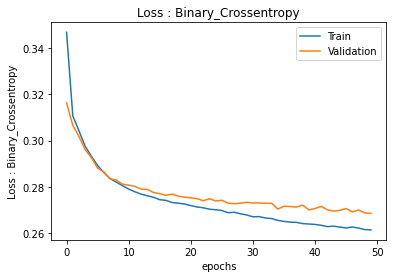 Loss : Binary_Crossentropy
Train
Validation
0.34
0.32
0.30
0.28
0.26
Loss : Binary_Crossentropy
0 10 20 30 40 50
epochs